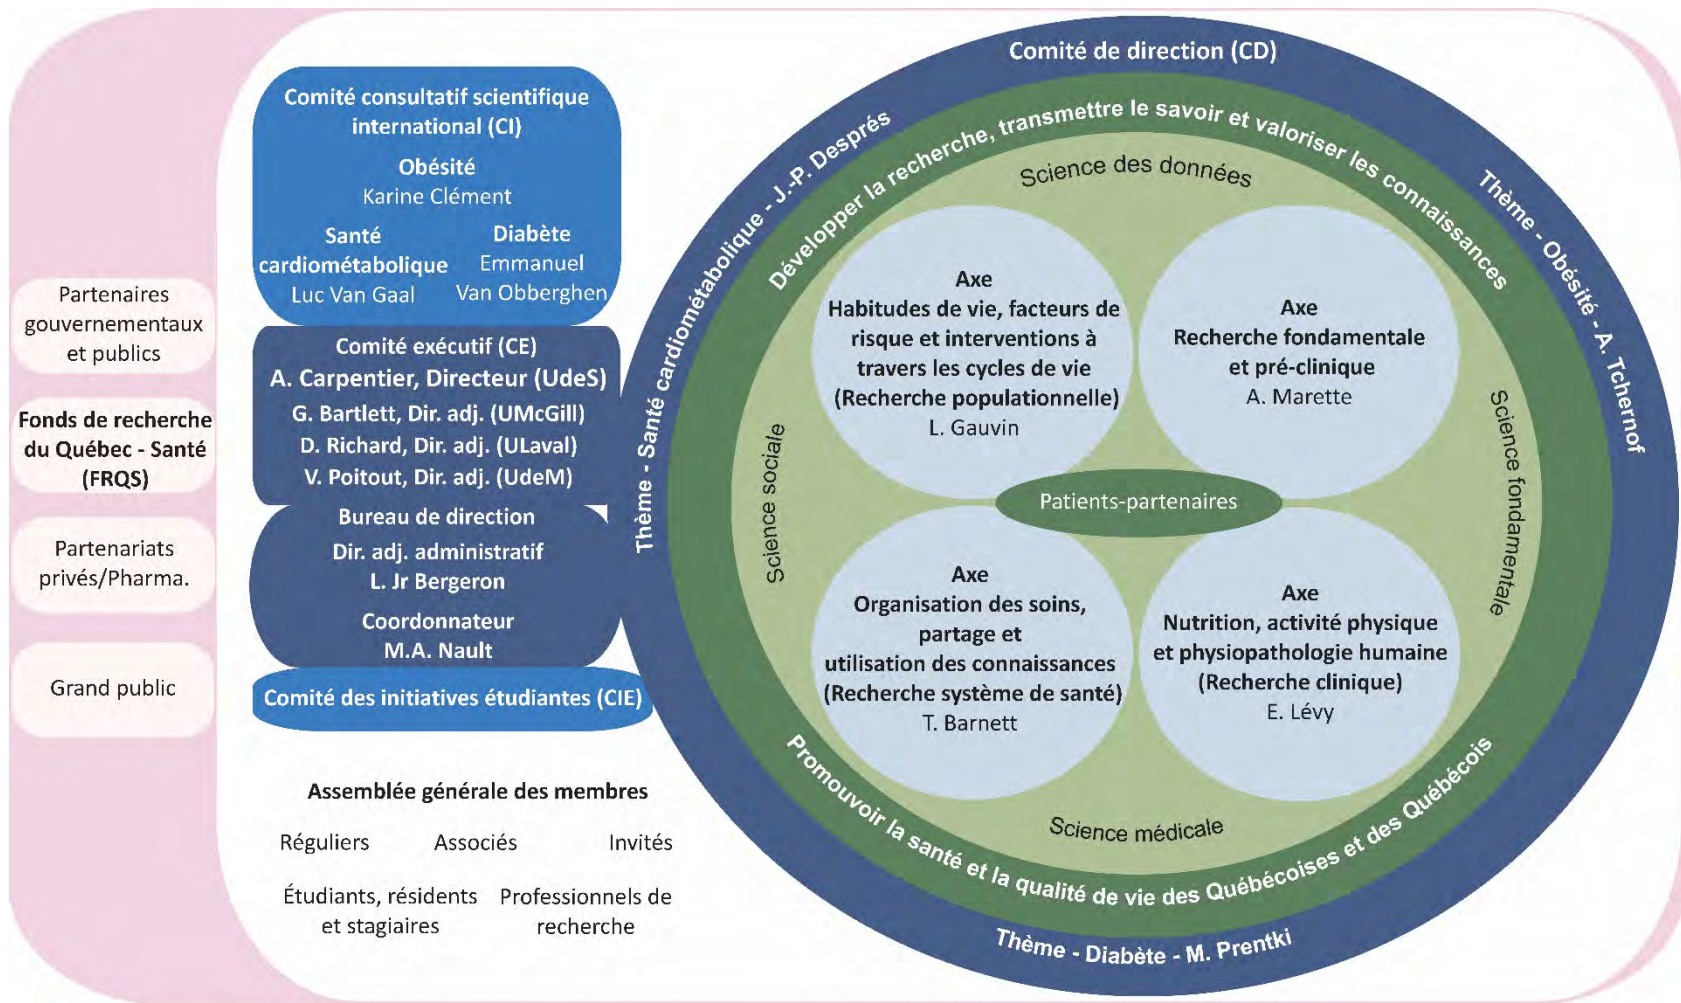 Partenaires
gouvernementaux
et publics
Fonds de recherche
du Québec - Santé
(FRQS)
Partenariats
privés/Pharma.
Grand public
Comité consultatif scientifique
international (CI)
Obésité
Karine Clément
Santé
cardiométabolique
Luc Van Gaal
Diabète
Emmanuel
Van Obberghen
Comité exécutif (CE)
A. Carpentier, Directeur (UdeS)
G. Bartlett, Dir. adj. (UMcGill)
D. Richard, Dir. adj. (ULaval)
V. Poitout, Dir. adj. (UdeM)
Bureau de direction
Dir. adj. administratif
L. Jr Bergeron
Coordonnateur
M.A. Nault
Comité des initiatives étudiantes (CIE)
Assemblée générale des membres
Réguliers Associés Invités
Étudiants, résidents
et stagiaires
Professionnels de
recherche
Comité de direction (CD)
Thème - Santé cardiométabolique - J.-P. Després
Thème - Obésité - A. Tchernof
Thème - Diabète - M. Prentki
Développer la recherche, transmettre le savoir et valoriser les connaissances
Promouvoir la santé et la qualité de vie des Québécoises et des Québécois
Science des données
Science sociale
Science fondamentale
Science médicale
Axe
Habitudes de vie, facteurs de
risque et interventions à
travers les cycles de vie
(Recherche populationnelle)
L. Gauvin
Axe
Recherche fondamentale
et pré-clinique
A. Marette
Patients-partenaires
Axe
Organisation des soins,
partage et
utilisation des connaissances
(Recherche système de santé)
T. Barnett
Axe
Nutrition, activité physique
et physiopathologie humaine
(Recherche clinique)
E. Lévy